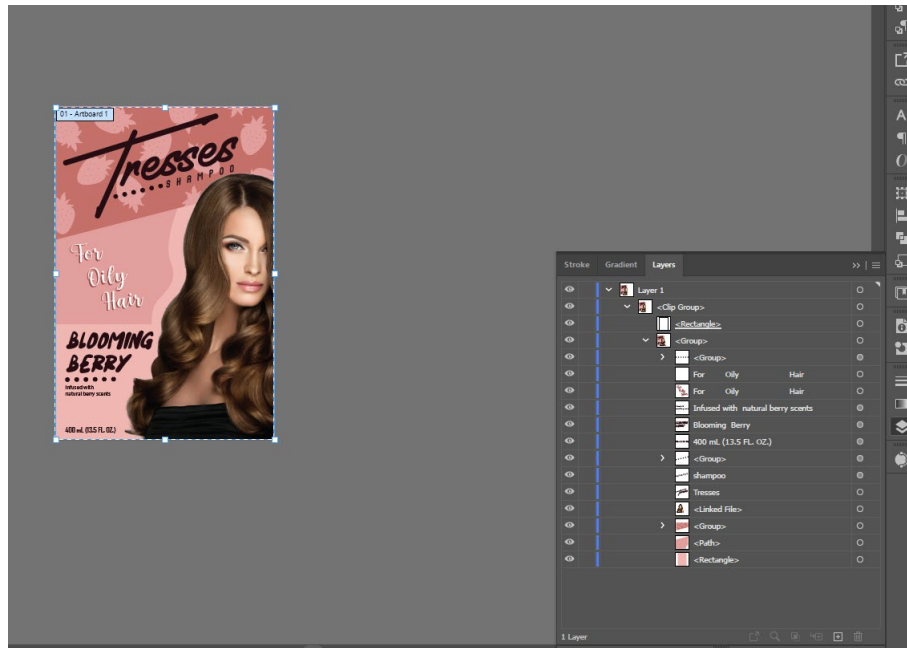 01 - Artboard 1
Tresses
SHAMPOO
For
Oily
Hair
BLOOMING
BERRY
Infused with
natural berry scents
400 mL (13.5 FL. OZ.)
Stroke Gradient Layers
Layer 1
<Clip Group>
<Rectangle>
<Group>
<Group>
For Oily Hair
For Oily Hair
Infused with natural berry scents
Blooming Berry
400 mL (13.5 FL. OZ.)
<Group>
shampoo
Tresses
<Linked File>
<Group>
<Path>
<Rectangle>
1 Layer